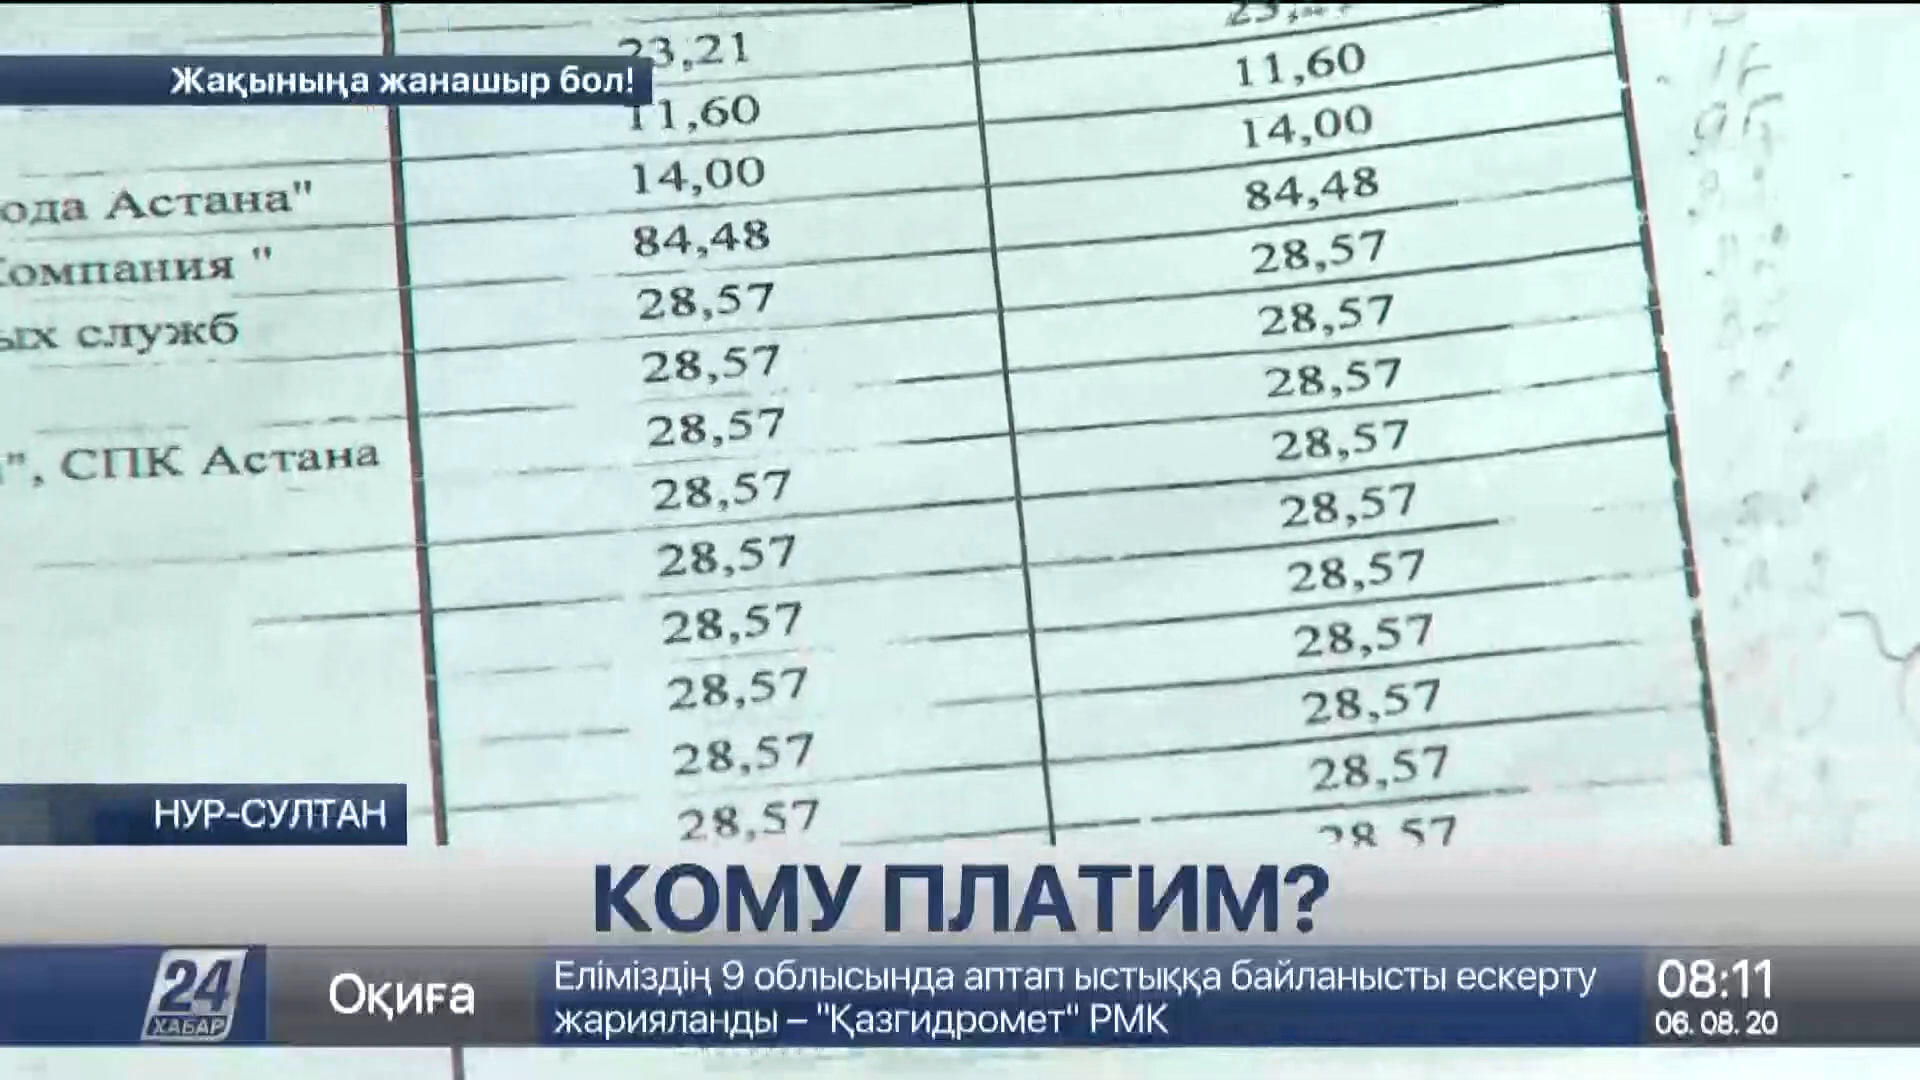 23,21
11,60
Жақыныңа жанашыр бол!
11,60
14,00
ода Астана" 14,00 84,48
Компания " 84,48 28,57
ых служб 28,57 28,57
28,57 28,57
", СПК Астана 28,57 28,57
28,57 28,57
28,57 28,57
28,57 28,57
28,57 28,57
28,57 28,57
28,57 28,57
НУР-СУЛТАН
КОМУ ПЛАТИМ?
24 ХАБАР
Оқиға
Еліміздің 9 облысында аптап ыстыққа байланысты ескерту
жарияланды – "Қазгидромет" РМК
08:11
06. 08. 20